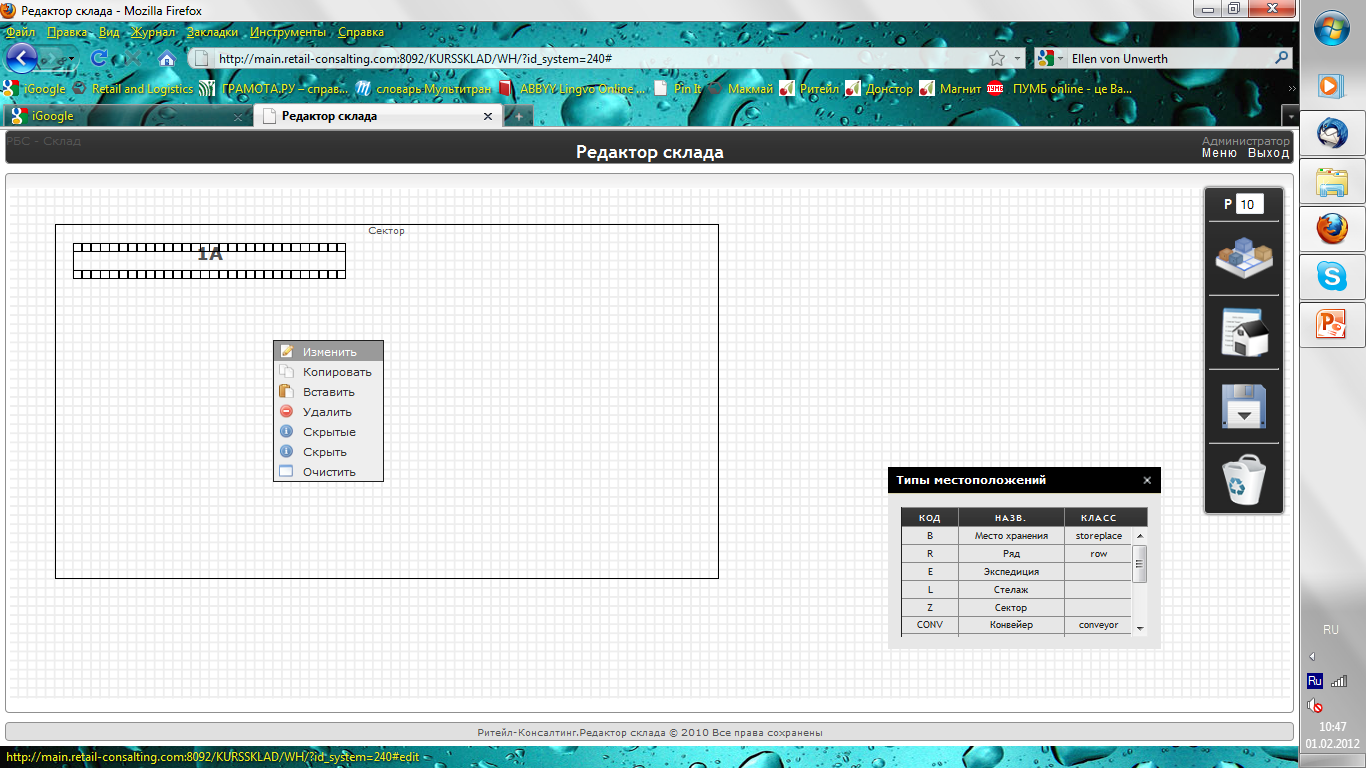 Редактор склада - Mozilla Firefox
Файл Правка Вид Журнал Закладки Инструменты Справка
http://main.retail-consalting.com:8092/KURSSKLAD/WH/?id_system=240#
Ellen von Unwerth
iGoogle Retail and Logistics ГРАМОТА.РУ – справ... словарь Мультитран ABBYY Lingvo Online ... Pin It Макмай Ритейл Донстор Магнит ПУМБ online - це Ва...
iGoogle
Редактор склада
РБС - Склад
Редактор склада
Администратор
Меню Выход
P 10
Сектор
1А
Изменить
Копировать
Вставить
Удалить
Скрытые
Скрыть
Очистить
Типы местоположений
КОД НАЗВ. КЛАСС
B Место хранения storeplace
R Ряд row
E Экспедиция
L Стелаж
Z Сектор
CONV Конвейер conveyor
Ритейл-Консалтинг.Редактор склада © 2010 Все права сохранены
http://main.retail-consalting.com:8092/KURSSKLAD/WH/?id_system=240#edit
RU
Ru
10:47
01.02.2012